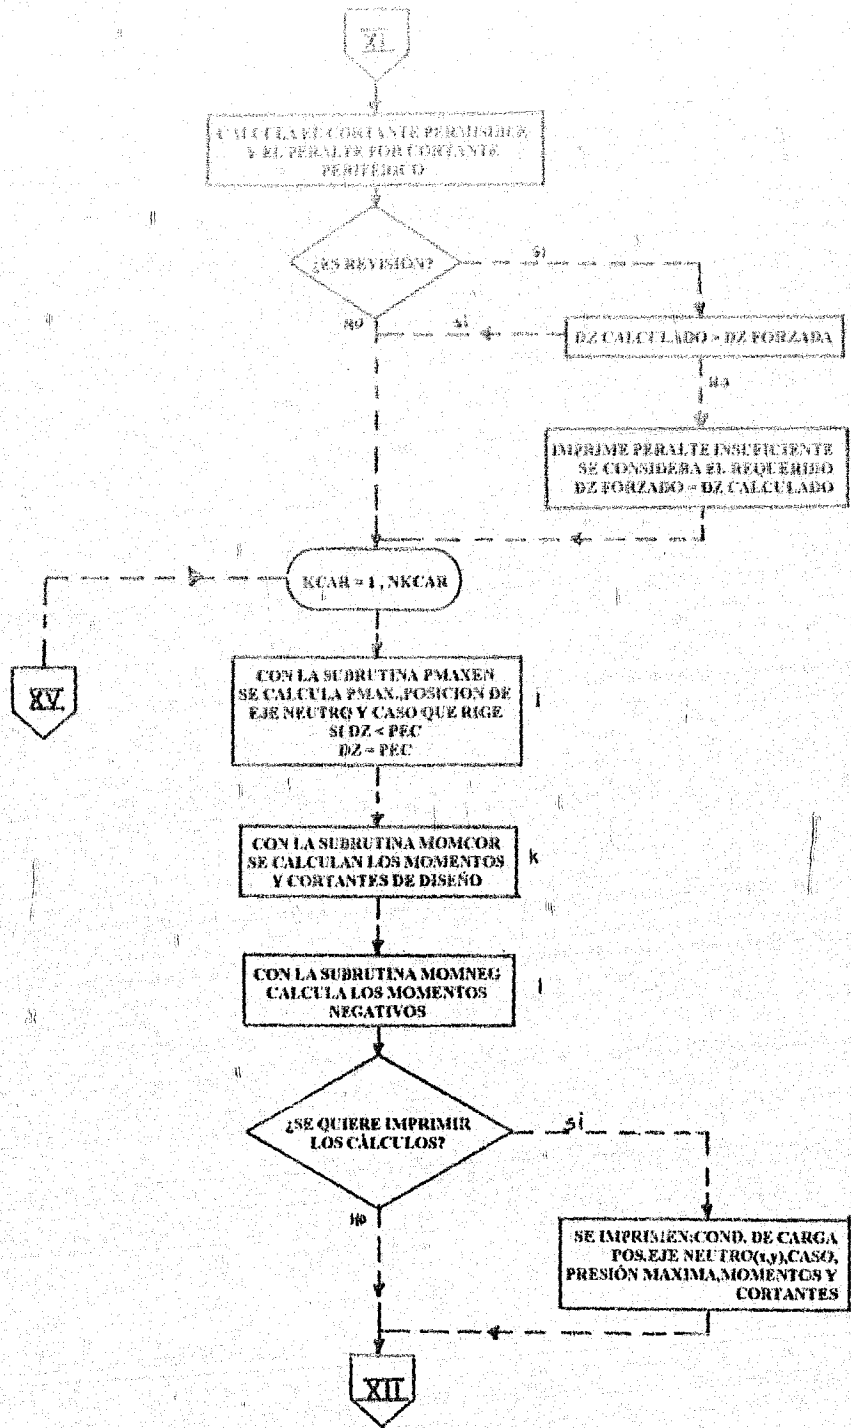 XI
CALCULA EL CORTANTE PERMISIBLE
Y EL PERALTE POR CORTANTE
PERIFÉRICO
¿ES REVISIÓN?
si
No
si
DZ CALCULADO > DZ FORZADA
No
IMPRIME PERALTE INSUFICIENTE
SE CONSIDERA EL REQUERIDO
DZ FORZADO = DZ CALCULADO
KCAR = 1 , NKCAR
XV.
CON LA SUBRUTINA PMAXEN
SE CALCULA PMAX.,POSICION DE
EJE NEUTRO Y CASO QUE RIGE
SI DZ < PEC
DZ = PEC
j
CON LA SUBRUTINA MOMCOR
SE CALCULAN LOS MOMENTOS
Y CORTANTES DE DISEÑO
k
CON LA SUBRUTINA MOMNEG
CALCULA LOS MOMENTOS
NEGATIVOS
l
¿SE QUIERE IMPRIMIR
LOS CÁLCULOS?
si
No
SE IMPRIMEN:COND. DE CARGA
POS.EJE NEUTRO(x,y),CASO,
PRESIÓN MAXIMA,MOMENTOS Y
CORTANTES
XII